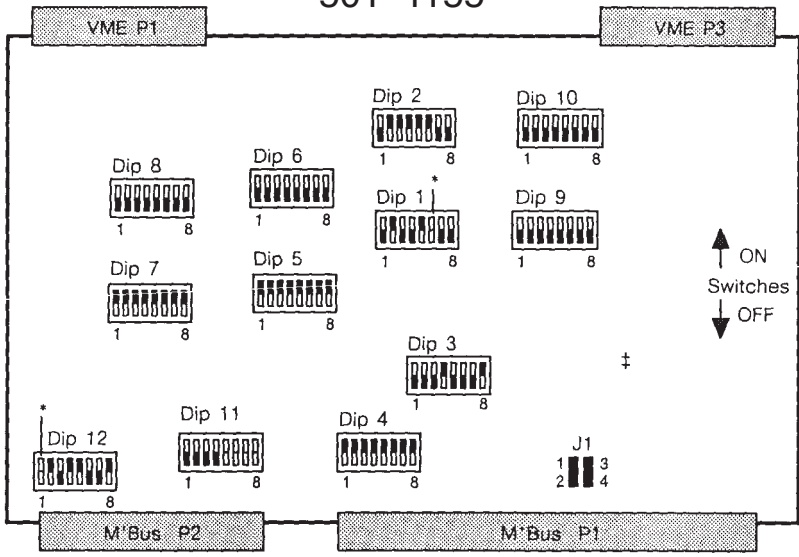 VME P1
VME P3
Dip 2
1 8
Dip 10
1 8
Dip 8
1 8
Dip 6
1 8
Dip 1
*
1 8
Dip 9
1 8
Dip 7
1 8
Dip 5
1 8
ON
Switches
OFF
Dip 3
1 8
‡
*
Dip 12
1 8
Dip 11
1 8
Dip 4
1 8
J1
1 3
2 4
M*Bus P2
M*Bus P1